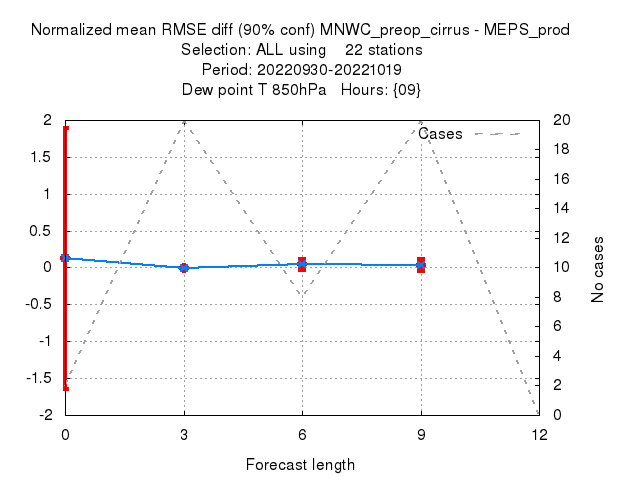 Normalized mean RMSE diff (90% conf) MNWC_preop_cirrus - MEPS_prod
Selection: ALL using 22 stations
Period: 20220930-20221019
Dew point T 850hPa Hours: {09}
Cases
2
1.5
1
0.5
0
-0.5
-1
-1.5
-2
20
18
16
14
12
10
8
6
4
2
0
No cases
0 3 6 9 12
Forecast length